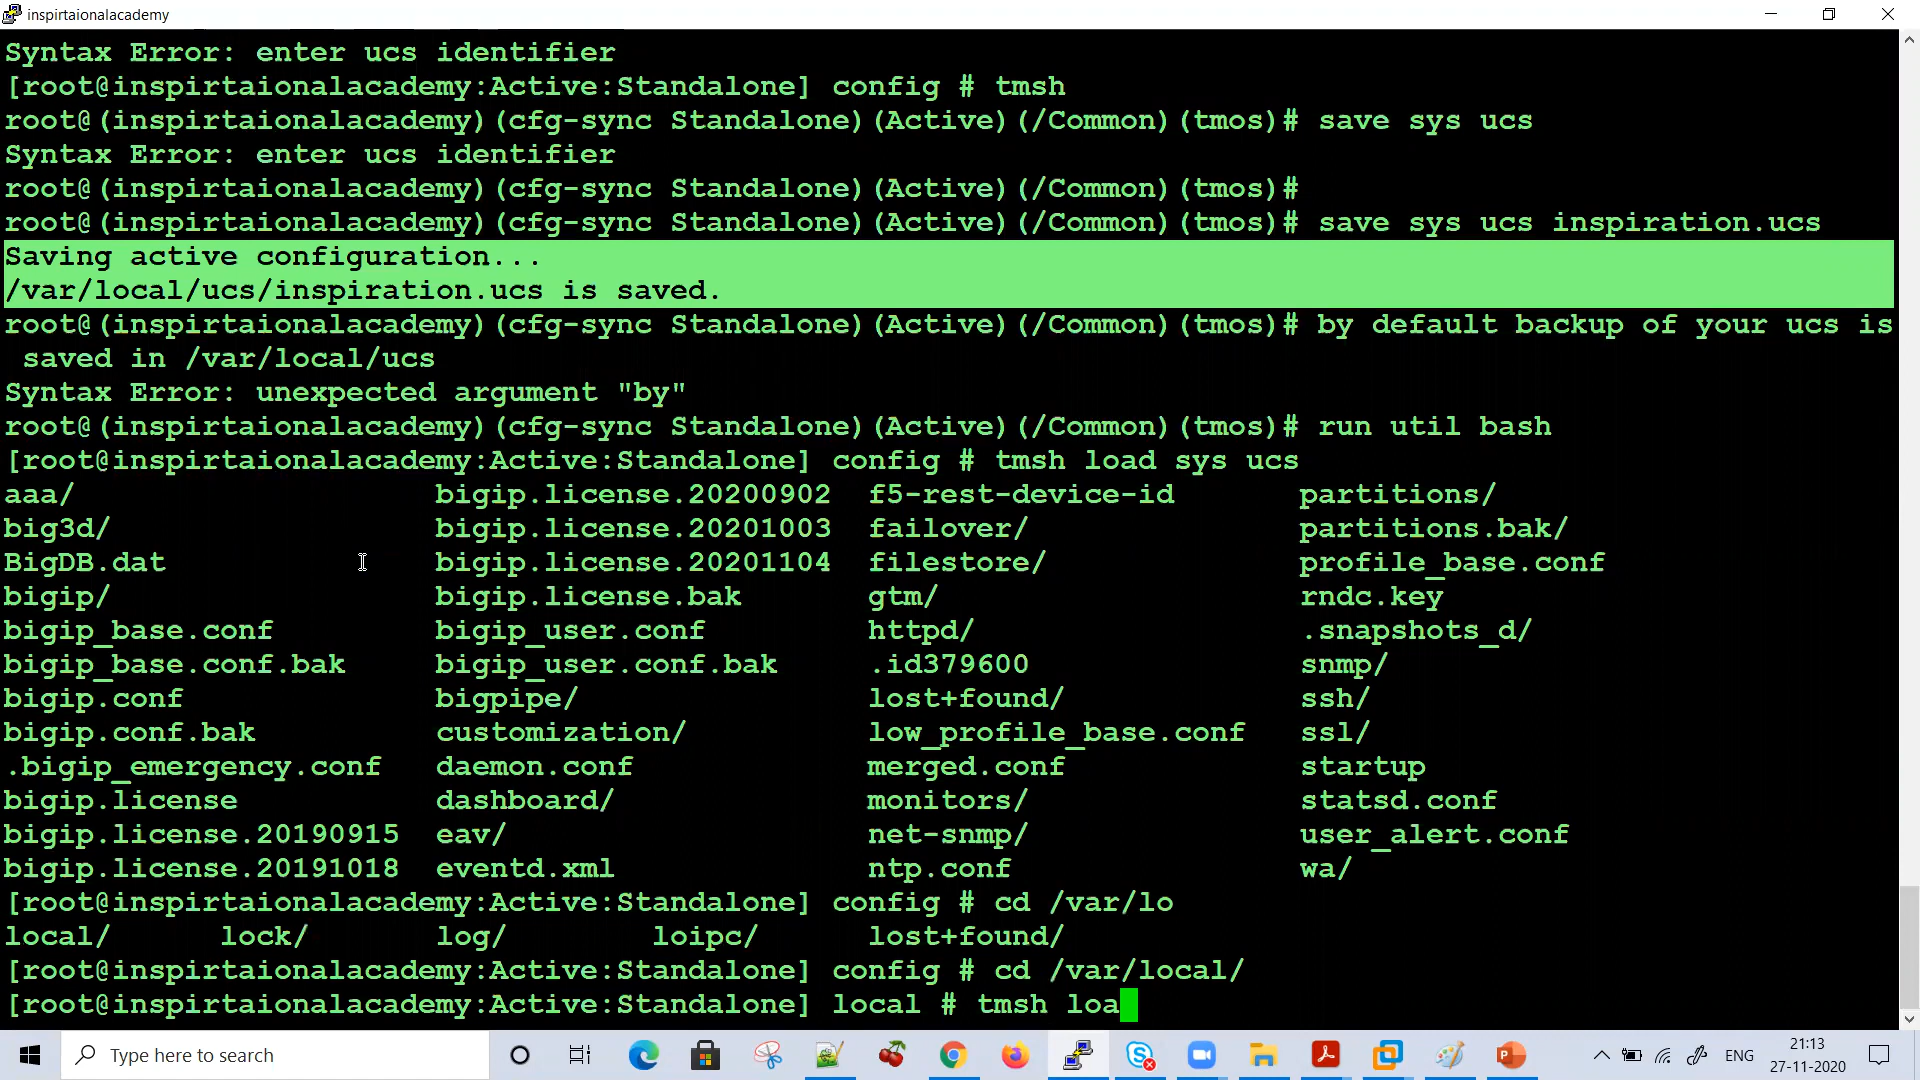 inspirtaionalacademy
Syntax Error: enter ucs identifier
[root@inspirtaionalacademy:Active:Standalone] config # tmsh
root@(inspirtaionalacademy)(cfg-sync Standalone)(Active)(/Common)(tmos)# save sys ucs
Syntax Error: enter ucs identifier
root@(inspirtaionalacademy)(cfg-sync Standalone)(Active)(/Common)(tmos)#
root@(inspirtaionalacademy)(cfg-sync Standalone)(Active)(/Common)(tmos)# save sys ucs inspiration.ucs
Saving active configuration...
/var/local/ucs/inspiration.ucs is saved.
root@(inspirtaionalacademy)(cfg-sync Standalone)(Active)(/Common)(tmos)# by default backup of your ucs is
saved in /var/local/ucs
Syntax Error: unexpected argument "by"
root@(inspirtaionalacademy)(cfg-sync Standalone)(Active)(/Common)(tmos)# run util bash
[root@inspirtaionalacademy:Active:Standalone] config # tmsh load sys ucs
aaa/ bigip.license.20200902 f5-rest-device-id partitions/
big3d/ bigip.license.20201003 failover/ partitions.bak/
BigDB.dat bigip.license.20201104 filestore/ profile_base.conf
bigip/ bigip.license.bak gtm/ rndc.key
bigip_base.conf bigip_user.conf httpd/ .snapshots_d/
bigip_base.conf.bak bigip_user.conf.bak .id379600 snmp/
bigip.conf bigpipe/ lost+found/ ssh/
bigip.conf.bak customization/ low_profile_base.conf ssl/
.bigip_emergency.conf daemon.conf merged.conf startup
bigip.license dashboard/ monitors/ statsd.conf
bigip.license.20190915 eav/ net-snmp/ user_alert.conf
bigip.license.20191018 eventd.xml ntp.conf wa/
[root@inspirtaionalacademy:Active:Standalone] config # cd /var/lo
local/ lock/ log/ loipc/ lost+found/
[root@inspirtaionalacademy:Active:Standalone] config # cd /var/local/
[root@inspirtaionalacademy:Active:Standalone] local # tmsh loa
Type here to search
ENG
21:13
27-11-2020